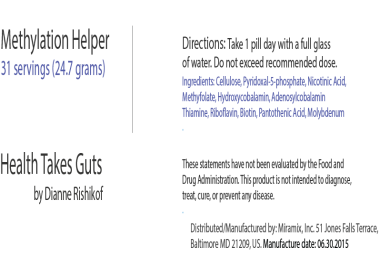 Methylation Helper
31 servings (24.7 grams)
Directions: Take 1 pill day with a full glass
of water. Do not exceed recommended dose.
Ingredients: Cellulose, Pyridoxal-5-phosphate, Nicotinic Acid,
Methyfolate, Hydroxycobalamin, Adenosylcobalamin
Thiamine, Riboflavin, Biotin, Pantothenic Acid, Molybdenum
.
Health Takes Guts
by Dianne Rishikof
These statements have not been evaluated by the Food and
Drug Administration. This product is not intended to diagnose,
treat, cure, or prevent any disease.
.
Distributed/Manufactured by: Miramix, Inc. 51 Jones Falls Terrace,
Baltimore MD 21209, US. Manufacture date: 06.30.2015